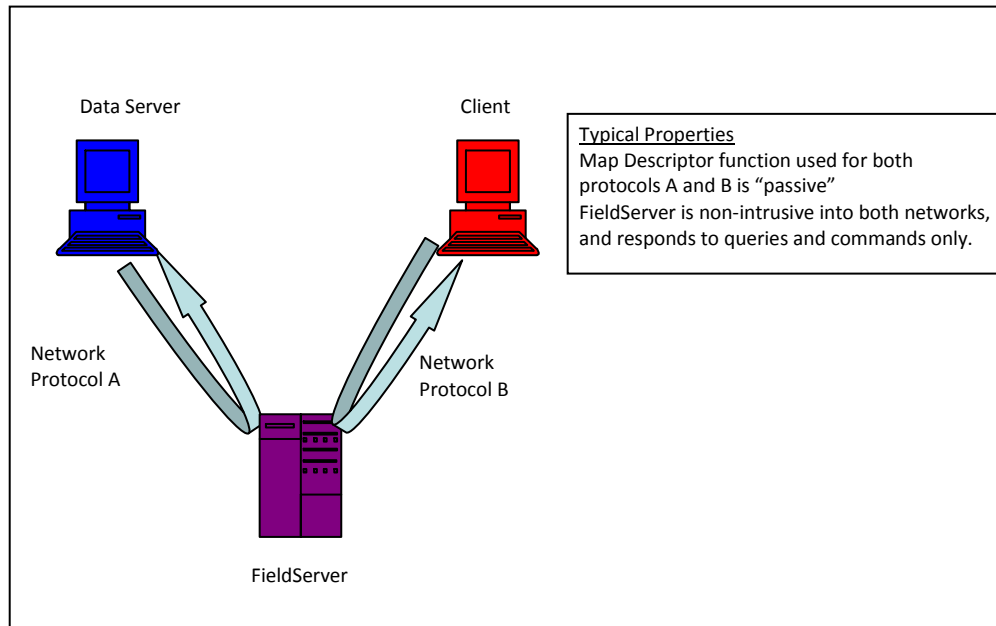 Data Server
Client
Typical Properties
Map Descriptor function used for both
protocols A and B is “passive”
FieldServer is non-intrusive into both networks,
and responds to queries and commands only.
Network
Protocol A
Network
Protocol B
FieldServer